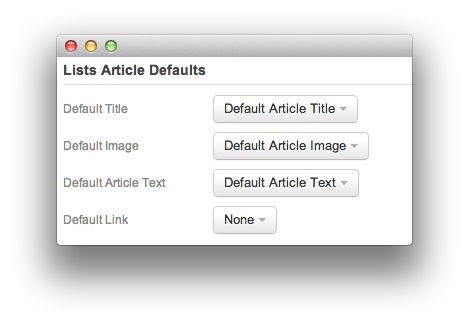 Lists Article Defaults
Default Title Default Article Title
Default Image Default Article Image
Default Article Text Default Article Text
Default Link None